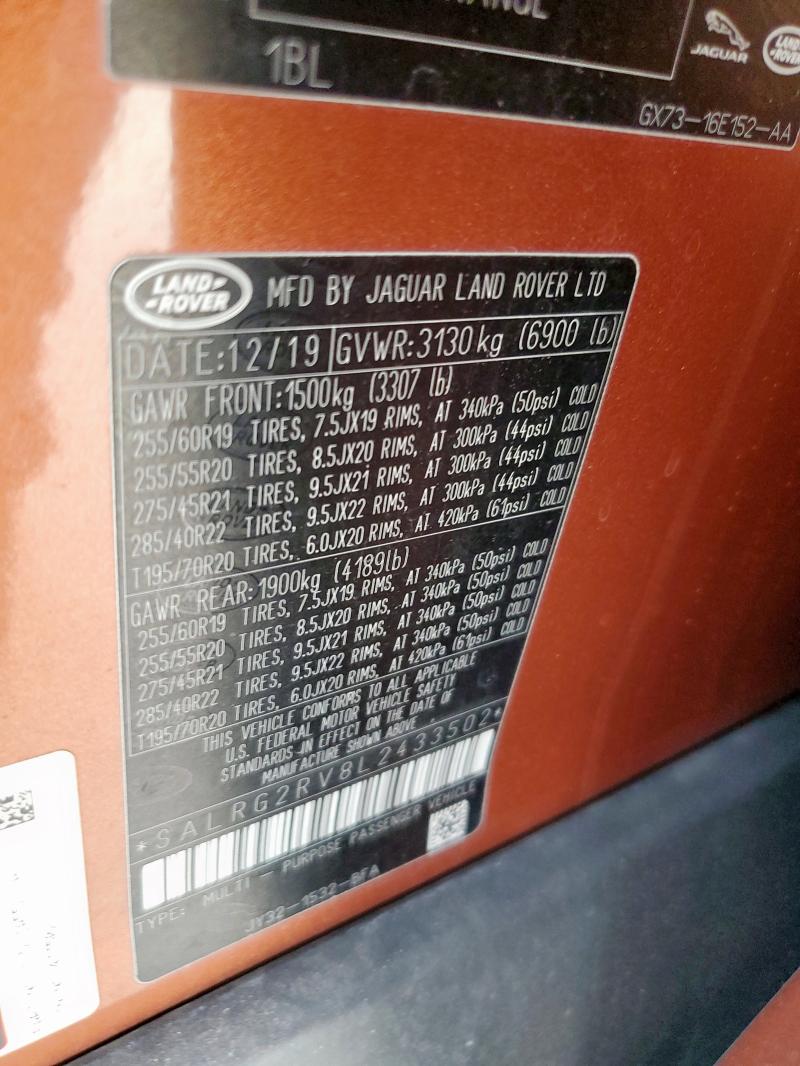 1BL
JAGUAR
LAND ROVER
GX73-16E152-AA
LAND ROVER
MFD BY JAGUAR LAND ROVER LTD
DATE:12/19 GVWR:3130kg (6900 lb)
GAWR FRONT:1500kg (3307 lb)
255/60R19 TIRES, 7.5JX19 RIMS, AT 340kPa (50psi) COLD
255/55R20 TIRES, 8.5JX20 RIMS, AT 300kPa (44psi) COLD
275/45R21 TIRES, 9.5JX21 RIMS, AT 300kPa (44psi) COLD
285/40R22 TIRES, 9.5JX22 RIMS, AT 300kPa (44psi) COLD
T195/70R20 TIRES, 6.0JX20 RIMS, AT 420kPa (61psi) COLD
GAWR REAR:1900kg (4189lb)
255/60R19 TIRES, 7.5JX19 RIMS, AT 340kPa (50psi) COLD
255/55R20 TIRES, 8.5JX20 RIMS, AT 340kPa (50psi) COLD
275/45R21 TIRES, 9.5JX21 RIMS, AT 340kPa (50psi) COLD
285/40R22 TIRES, 9.5JX22 RIMS, AT 340kPa (50psi) COLD
T195/70R20 TIRES, 6.0JX20 RIMS, AT 420kPa (61psi) COLD
THIS VEHICLE CONFORMS TO ALL APPLICABLE
U.S. FEDERAL MOTOR VEHICLE SAFETY
STANDARDS IN EFFECT ON THE DATE OF
MANUFACTURE SHOWN ABOVE
*SALRG2RV8L2433502*
TYPE: MULTI - PURPOSE PASSENGER VEHICLE
JY32-1532-BFA